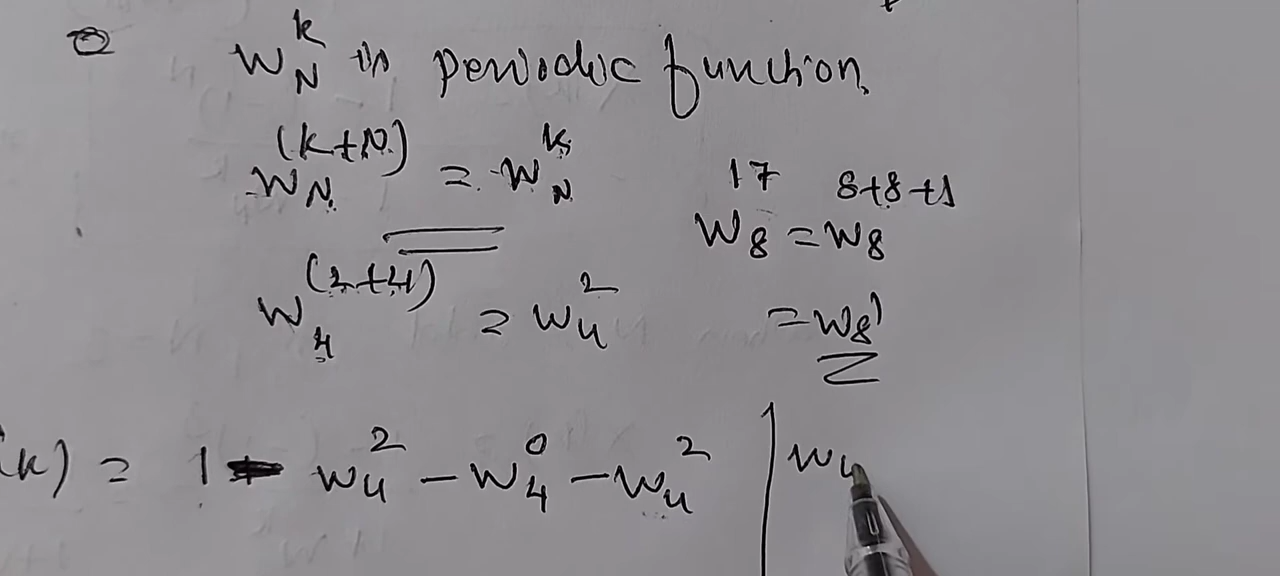 W_N^k is periodic function.
W_N^(k+N) = W_N^k
W_8^17 = W_8^8+8+1
W_4^(2+4) = W_4^2
= W_8^1
(k) = 1 - W_4^2 - W_4^0 - W_4^2 | W_4